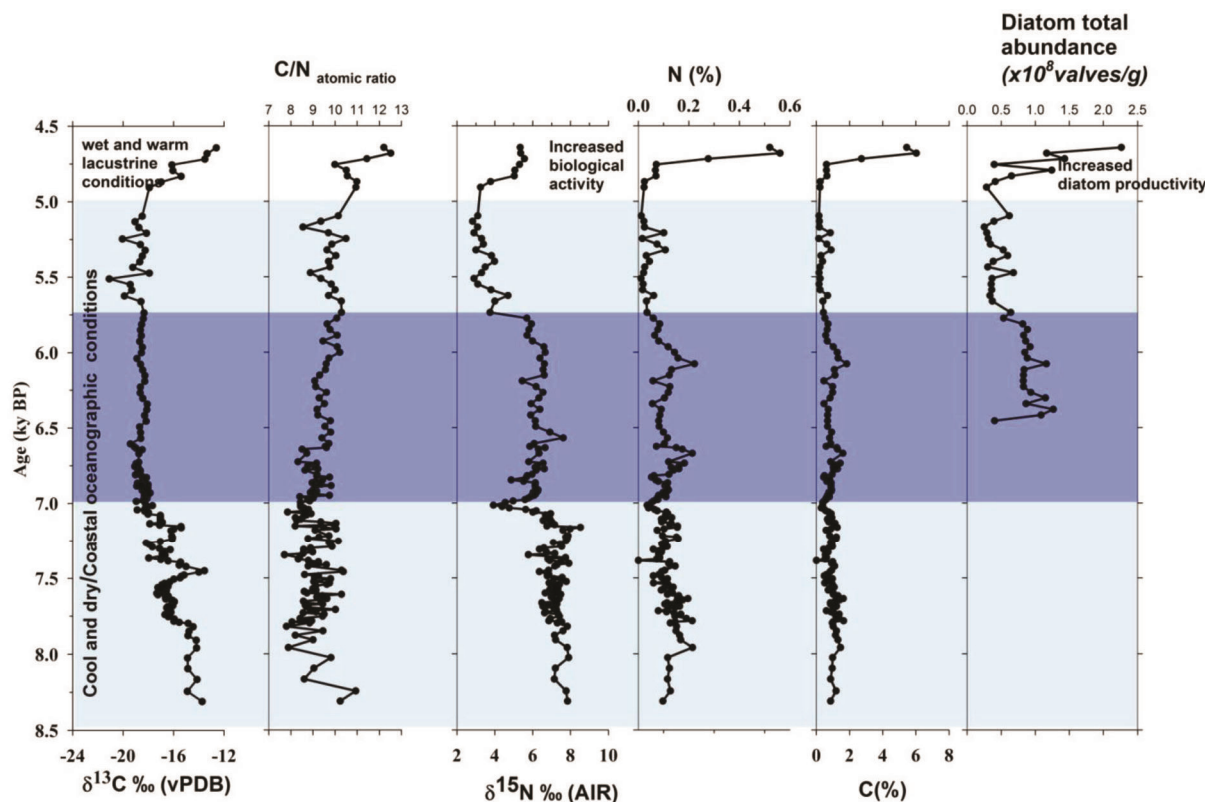 Diatom total
abundance
(x10⁸valves/g)
C/N atomic ratio
N (%)
7 8 9 10 11 12 13
0.0 0.2 0.4 0.6
0.0 0.5 1.0 1.5 2.0 2.5
4.5
5.0
5.5
6.0
6.5
7.0
7.5
8.0
8.5
Age (ky BP)
wet and warm
lacustrine
conditions
Cool and dry/Coastal oceanographic conditions
Increased
biological
activity
Increased
diatom productivity
-24 -20 -16 -12
2 4 6 8 10
0 2 4 6 8
δ¹³C ‰ (vPDB)
δ¹⁵N ‰ (AIR)
C(%)